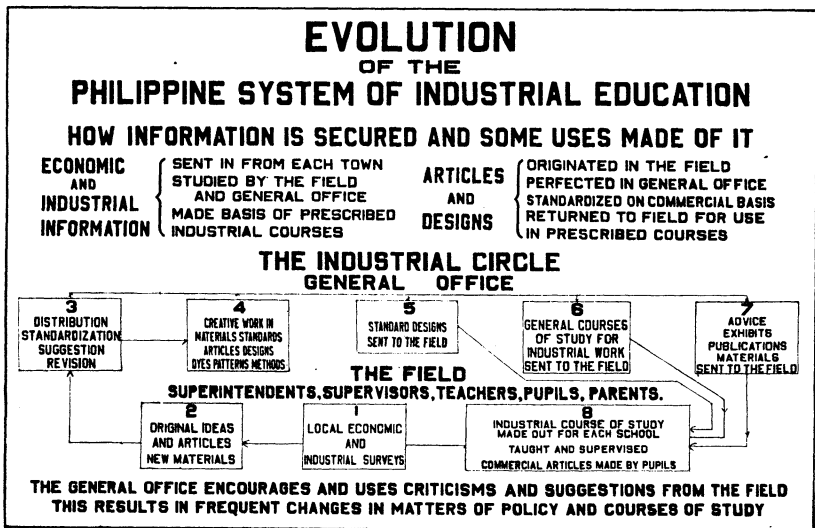 EVOLUTION
OF THE
PHILIPPINE SYSTEM OF INDUSTRIAL EDUCATION
HOW INFORMATION IS SECURED AND SOME USES MADE OF IT
ECONOMIC
AND
INDUSTRIAL
INFORMATION
SENT IN FROM EACH TOWN
STUDIED BY THE FIELD
AND GENERAL OFFICE
MADE BASIS OF PRESCRIBED
INDUSTRIAL COURSES
ARTICLES
AND
DESIGNS
ORIGINATED IN THE FIELD
PERFECTED IN GENERAL OFFICE
STANDARDIZED ON COMMERCIAL BASIS
RETURNED TO FIELD FOR USE
IN PRESCRIBED COURSES
THE INDUSTRIAL CIRCLE
GENERAL OFFICE
3
DISTRIBUTION
STANDARDIZATION
SUGGESTION
REVISION
4
CREATIVE WORK IN
MATERIALS STANDARDS
ARTICLES DESIGNS
DYES PATTERNS METHODS
5
STANDARD DESIGNS
SENT TO THE FIELD
6
GENERAL COURSES
OF STUDY FOR
INDUSTRIAL WORK
SENT TO THE FIELD
7
ADVICE
EXHIBITS
PUBLICATIONS
MATERIALS
SENT TO THE FIELD
THE FIELD
SUPERINTENDENTS, SUPERVISORS, TEACHERS, PUPILS, PARENTS.
2
ORIGINAL IDEAS
AND ARTICLES
NEW MATERIALS
1
LOCAL ECONOMIC
AND
INDUSTRIAL SURVEYS
8
INDUSTRIAL COURSE OF STUDY
MADE OUT FOR EACH SCHOOL
TAUGHT AND SUPERVISED
COMMERCIAL ARTICLES MADE BY PUPILS
THE GENERAL OFFICE ENCOURAGES AND USES CRITICISMS AND SUGGESTIONS FROM THE FIELD
THIS RESULTS IN FREQUENT CHANGES IN MATTERS OF POLICY AND COURSES OF STUDY